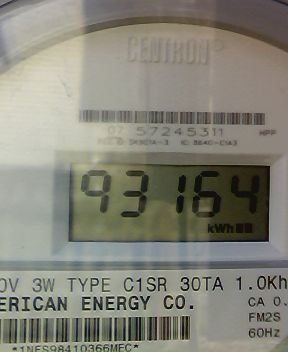 CENTRON®
07 57245311 HPP
93164
kWh
0V 3W TYPE C1SR 30TA 1.0Kh
ERICAN ENERGY CO. CA 0.
FM2S
60Hz
*1NES98410366MEC*